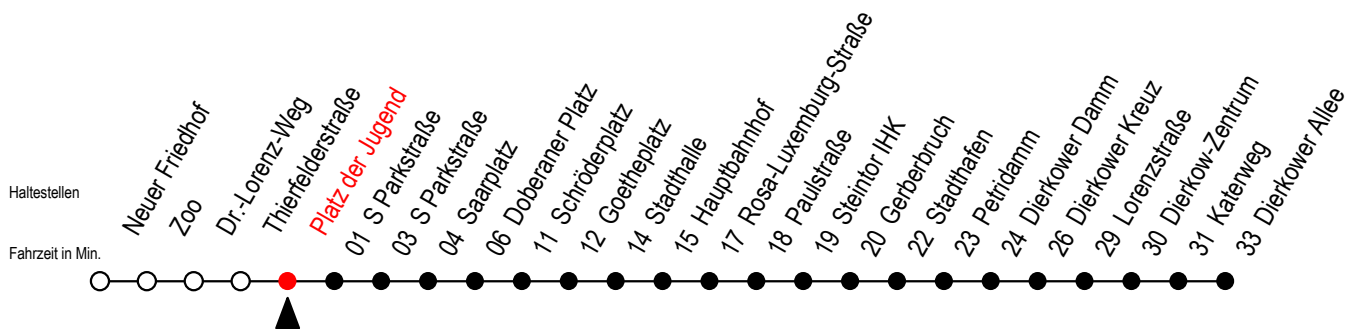 Haltestellen
Fahrzeit in Min.
Neuer Friedhof
Zoo
Dr.-Lorenz-Weg
Thierfelderstraße
Platz der Jugend
01 S Parkstraße
03 S Parkstraße
04 Saarplatz
06 Doberaner Platz
11 Schröderplatz
12 Goetheplatz
14 Stadthalle
15 Hauptbahnhof
17 Rosa-Luxemburg-Straße
18 Paulstraße
19 Steintor IHK
20 Gerberbruch
22 Stadthafen
23 Petridamm
24 Dierkower Damm
26 Dierkower Kreuz
29 Lorenzstraße
30 Dierkow-Zentrum
31 Katerweg
33 Dierkower Allee